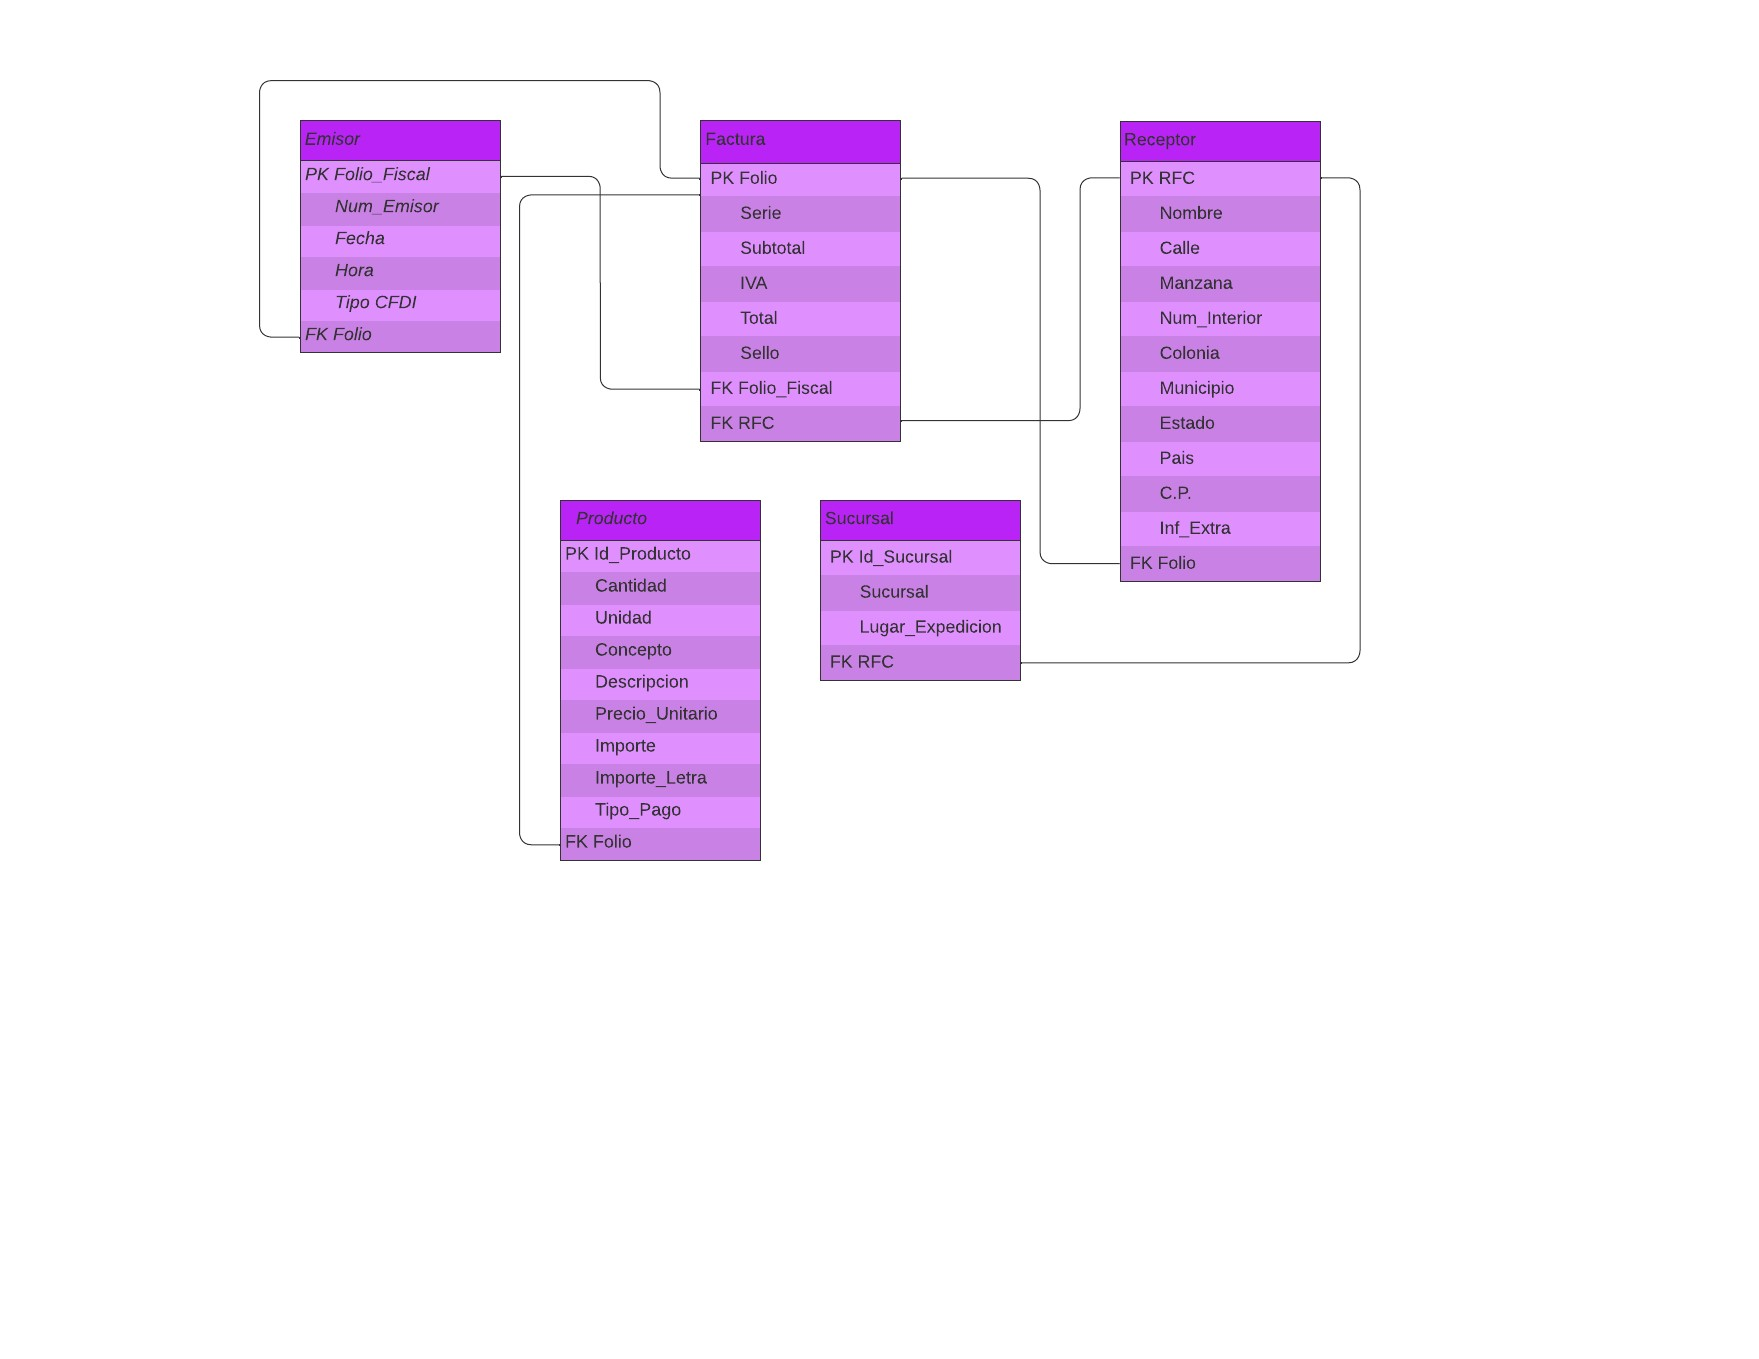 Emisor
PK Folio_Fiscal
Num_Emisor
Fecha
Hora
Tipo CFDI
FK Folio
Factura
PK Folio
Serie
Subtotal
IVA
Total
Sello
FK Folio_Fiscal
FK RFC
Receptor
PK RFC
Nombre
Calle
Manzana
Num_Interior
Colonia
Municipio
Estado
Pais
C.P.
Inf_Extra
FK Folio
Producto
PK Id_Producto
Cantidad
Unidad
Concepto
Descripcion
Precio_Unitario
Importe
Importe_Letra
Tipo_Pago
FK Folio
Sucursal
PK Id_Sucursal
Sucursal
Lugar_Expedicion
FK RFC